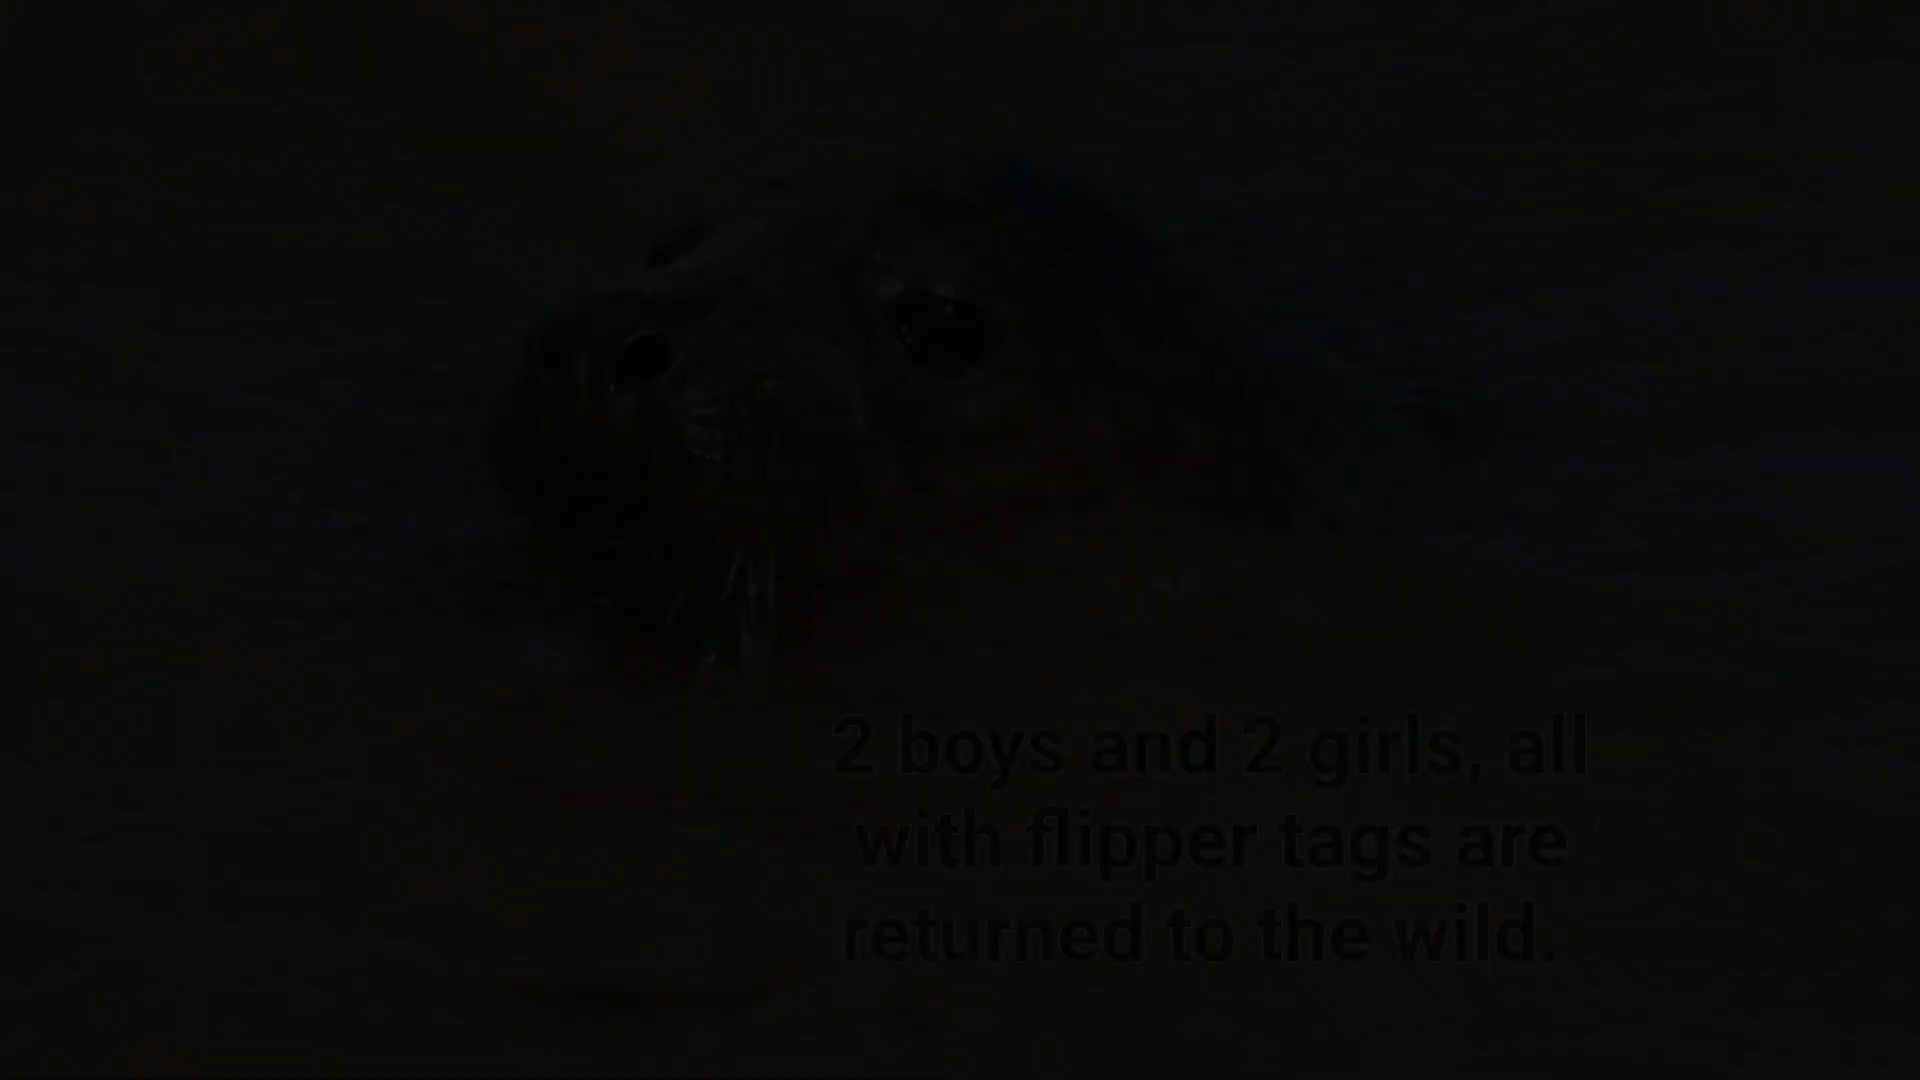 2 boys and 2 girls, all
with flipper tags are
returned to the wild.